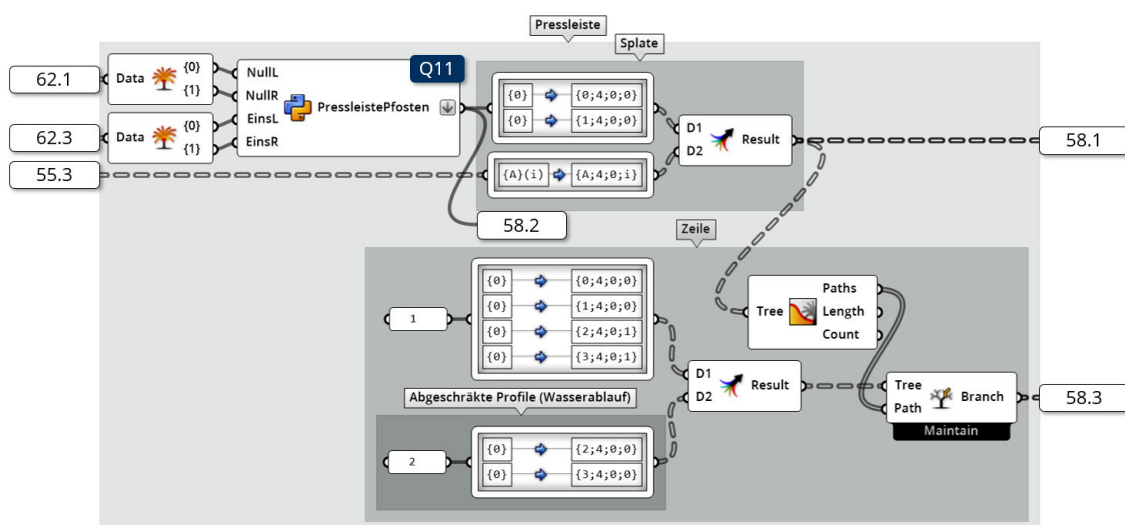 Pressleiste
Splate
62.1
Data
{0}
{1}
62.3
Data
{0}
{1}
55.3
NullL
NullR
EinsL
EinsR
PressleistePfosten
Q11
{0}
{0;4;0;0}
{0}
{1;4;0;0}
{A}(i)
{A;4;0;i}
D1
D2
Result
58.1
58.2
Zeile
1
{0}
{0;4;0;0}
{0}
{1;4;0;0}
{0}
{2;4;0;1}
{0}
{3;4;0;1}
Tree
Paths
Length
Count
D1
D2
Result
Tree
Path
Branch
Maintain
58.3
Abgeschräkte Profile (Wasserablauf)
2
{0}
{2;4;0;0}
{0}
{3;4;0;0}